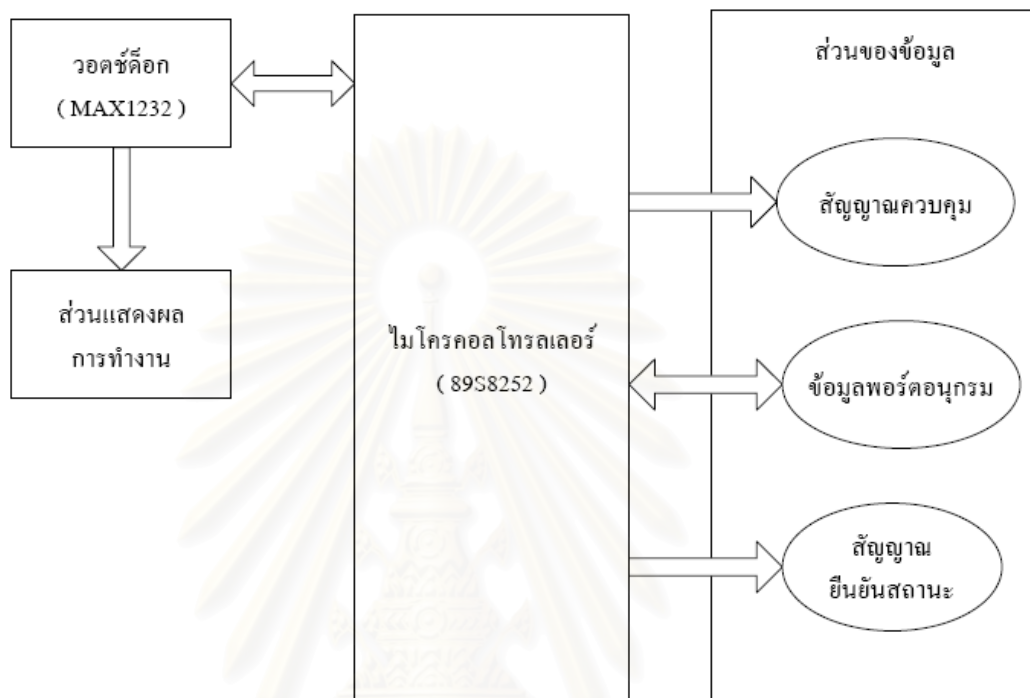 วอตช์ด็อก
( MAX1232 )
ส่วนแสดงผล
การทำงาน
ไมโครคอลโทรลเลอร์
( 89S8252 )
ส่วนของข้อมูล
สัญญาณควบคุม
ข้อมูลพอร์ตอนุกรม
สัญญาณ
ยืนยันสถานะ